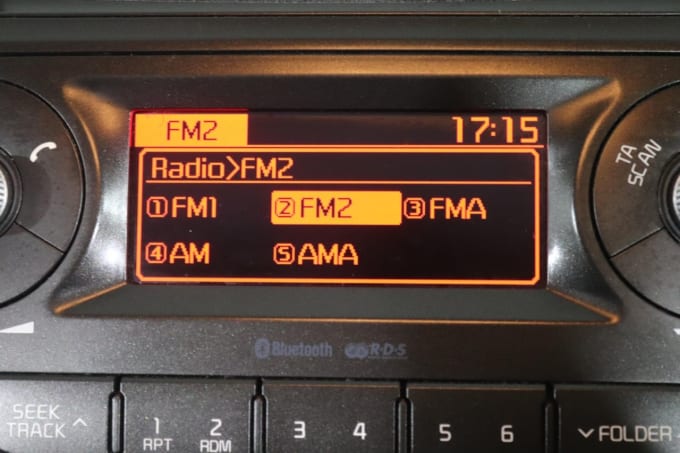 FM2 17:15
Radio>FM2
①FM1 ②FM2 ③FMA
④AM ⑤AMA
TA
SCAN
Bluetooth R·D·S
SEEK
TRACK
1 2 3 4 5 6
RPT RDM
FOLDER